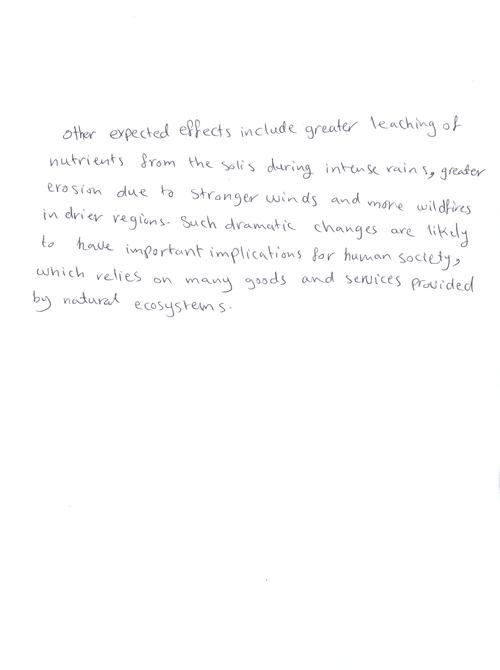 other expected effects include greater leaching of
nutrients from the solis during intense rains, greater
erosion due to stronger winds and more wildfires
in drier regions. Such dramatic changes are likely
to have important implications for human society,
which relies on many goods and services provided
by natural ecosystems.